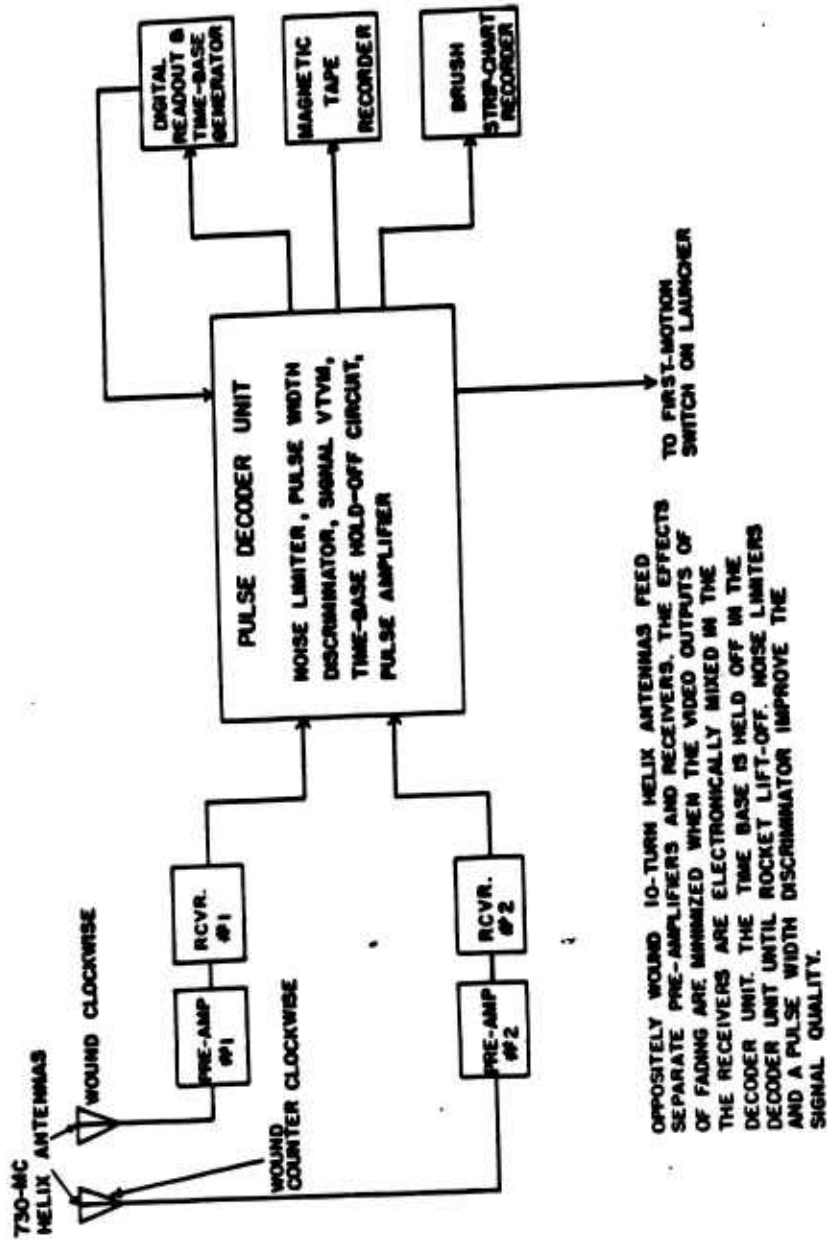 730-MC
HELIX ANTENNAS
WOUND CLOCKWISE
WOUND
COUNTER CLOCKWISE
PRE-AMP
#1
RCVR.
#1
PRE-AMP
#2
RCVR.
#2
PULSE DECODER UNIT
NOISE LIMITER, PULSE WIDTH
DISCRIMINATOR, SIGNAL VTVM,
TIME-BASE HOLD-OFF CIRCUIT,
PULSE AMPLIFIER
DIGITAL
READOUT &
TIME-BASE
GENERATOR
MAGNETIC
TAPE
RECORDER
BRUSH
STRIP-CHART
RECORDER
TO FIRST-MOTION
SWITCH ON LAUNCHER
OPPOSITELY WOUND 10-TURN HELIX ANTENNAS FEED
SEPARATE PRE-AMPLIFIERS AND RECEIVERS. THE EFFECTS
OF FADING ARE MINIMIZED WHEN THE VIDEO OUTPUTS OF
THE RECEIVERS ARE ELECTRONICALLY MIXED IN THE
DECODER UNIT. THE TIME BASE IS HELD OFF IN THE
DECODER UNIT UNTIL ROCKET LIFT-OFF. NOISE LIMITERS
AND A PULSE WIDTH DISCRIMINATOR IMPROVE THE
SIGNAL QUALITY.